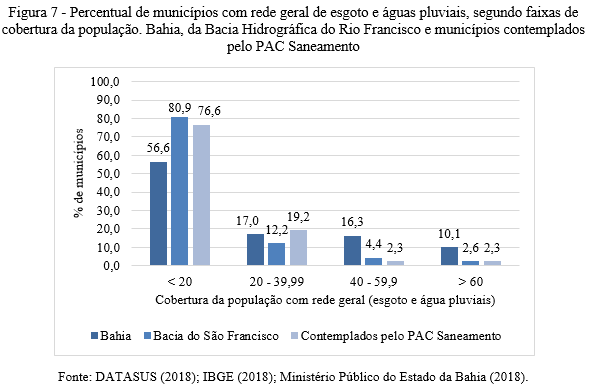 Figura 7 - Percentual de municípios com rede geral de esgoto e águas pluviais, segundo faixas de
cobertura da população. Bahia, da Bacia Hidrográfica do Rio Francisco e municípios contemplados
pelo PAC Saneamento
% de municípios
100,0
90,0
80,0
70,0
60,0
50,0
40,0
30,0
20,0
10,0
0,0
56,6
80,9
76,6
17,0
12,2
19,2
16,3
4,4
2,3
10,1
2,6
2,3
< 20
20 - 39,99
40 - 59,9
> 60
Cobertura da população com rede geral (esgoto e água pluviais)
Bahia
Bacia do São Francisco
Contemplados pelo PAC Saneamento
Fonte: DATASUS (2018); IBGE (2018); Ministério Público do Estado da Bahia (2018).